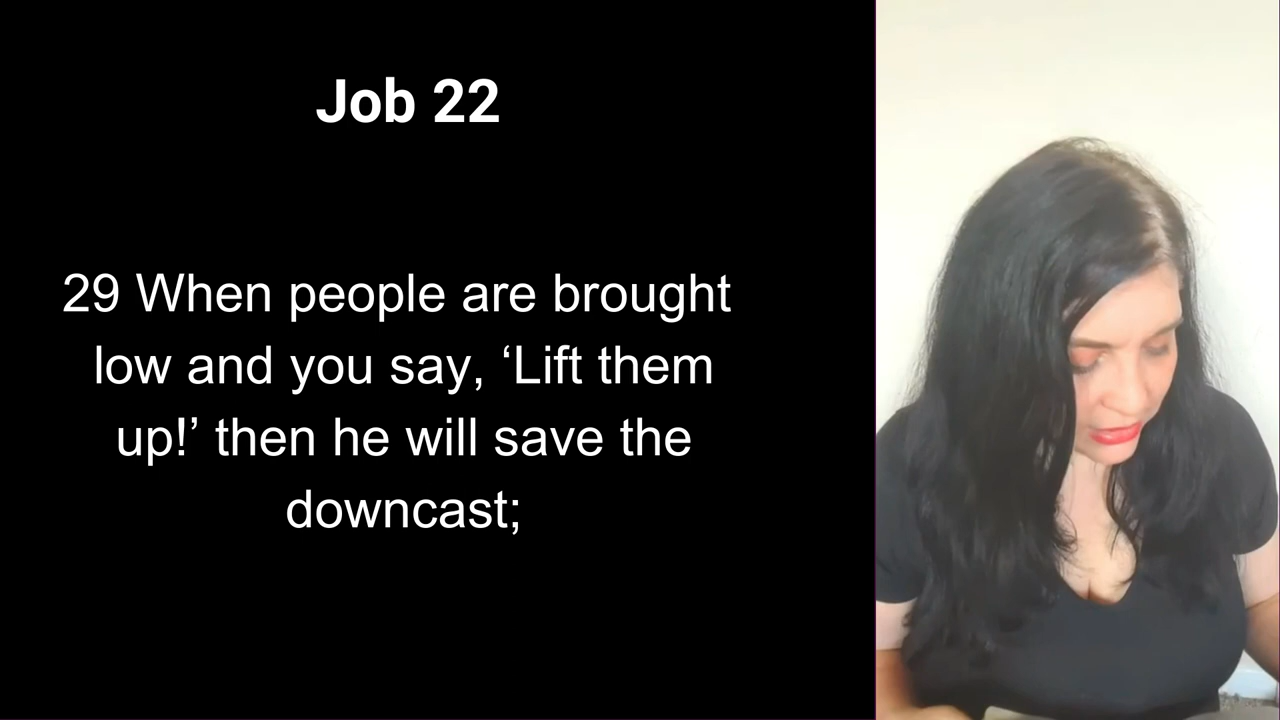 Job 22
29 When people are brought
low and you say, ‘Lift them
up!’ then he will save the
downcast;